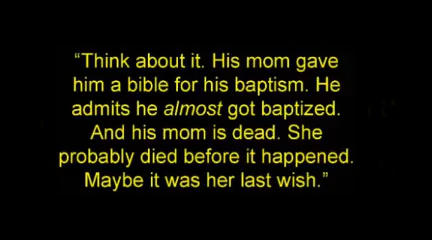 “Think about it. His mom gave
him a bible for his baptism. He
admits he almost got baptized.
And his mom is dead. She
probably died before it happened.
Maybe it was her last wish.”